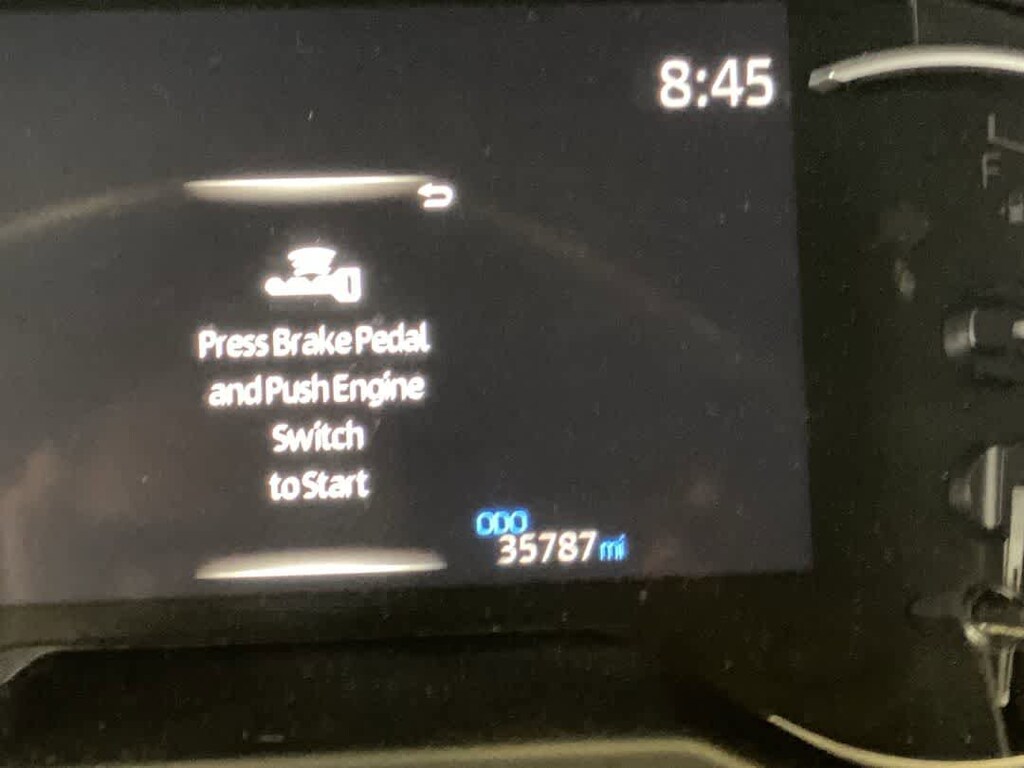 8:45
Press Brake Pedal
and Push Engine
Switch
to Start
ODO
35787 mi
F